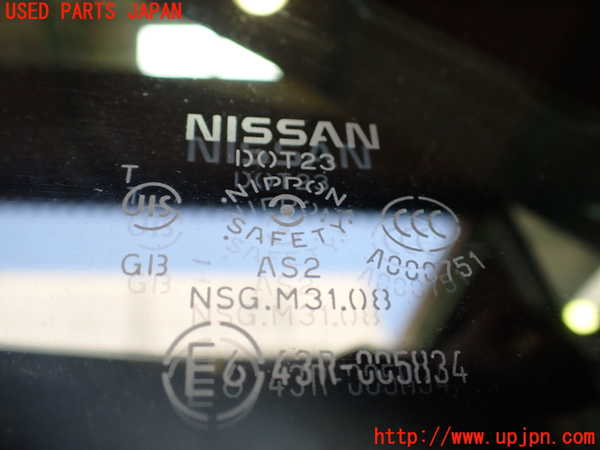 USED PARTS JAPAN
NISSAN
DOT23
T
JIS
NIPPON
SAFETY
CCC
G13
AS2
A000751
NSG.M31.08
E6 43R-005834
http://www.upjpn.com/